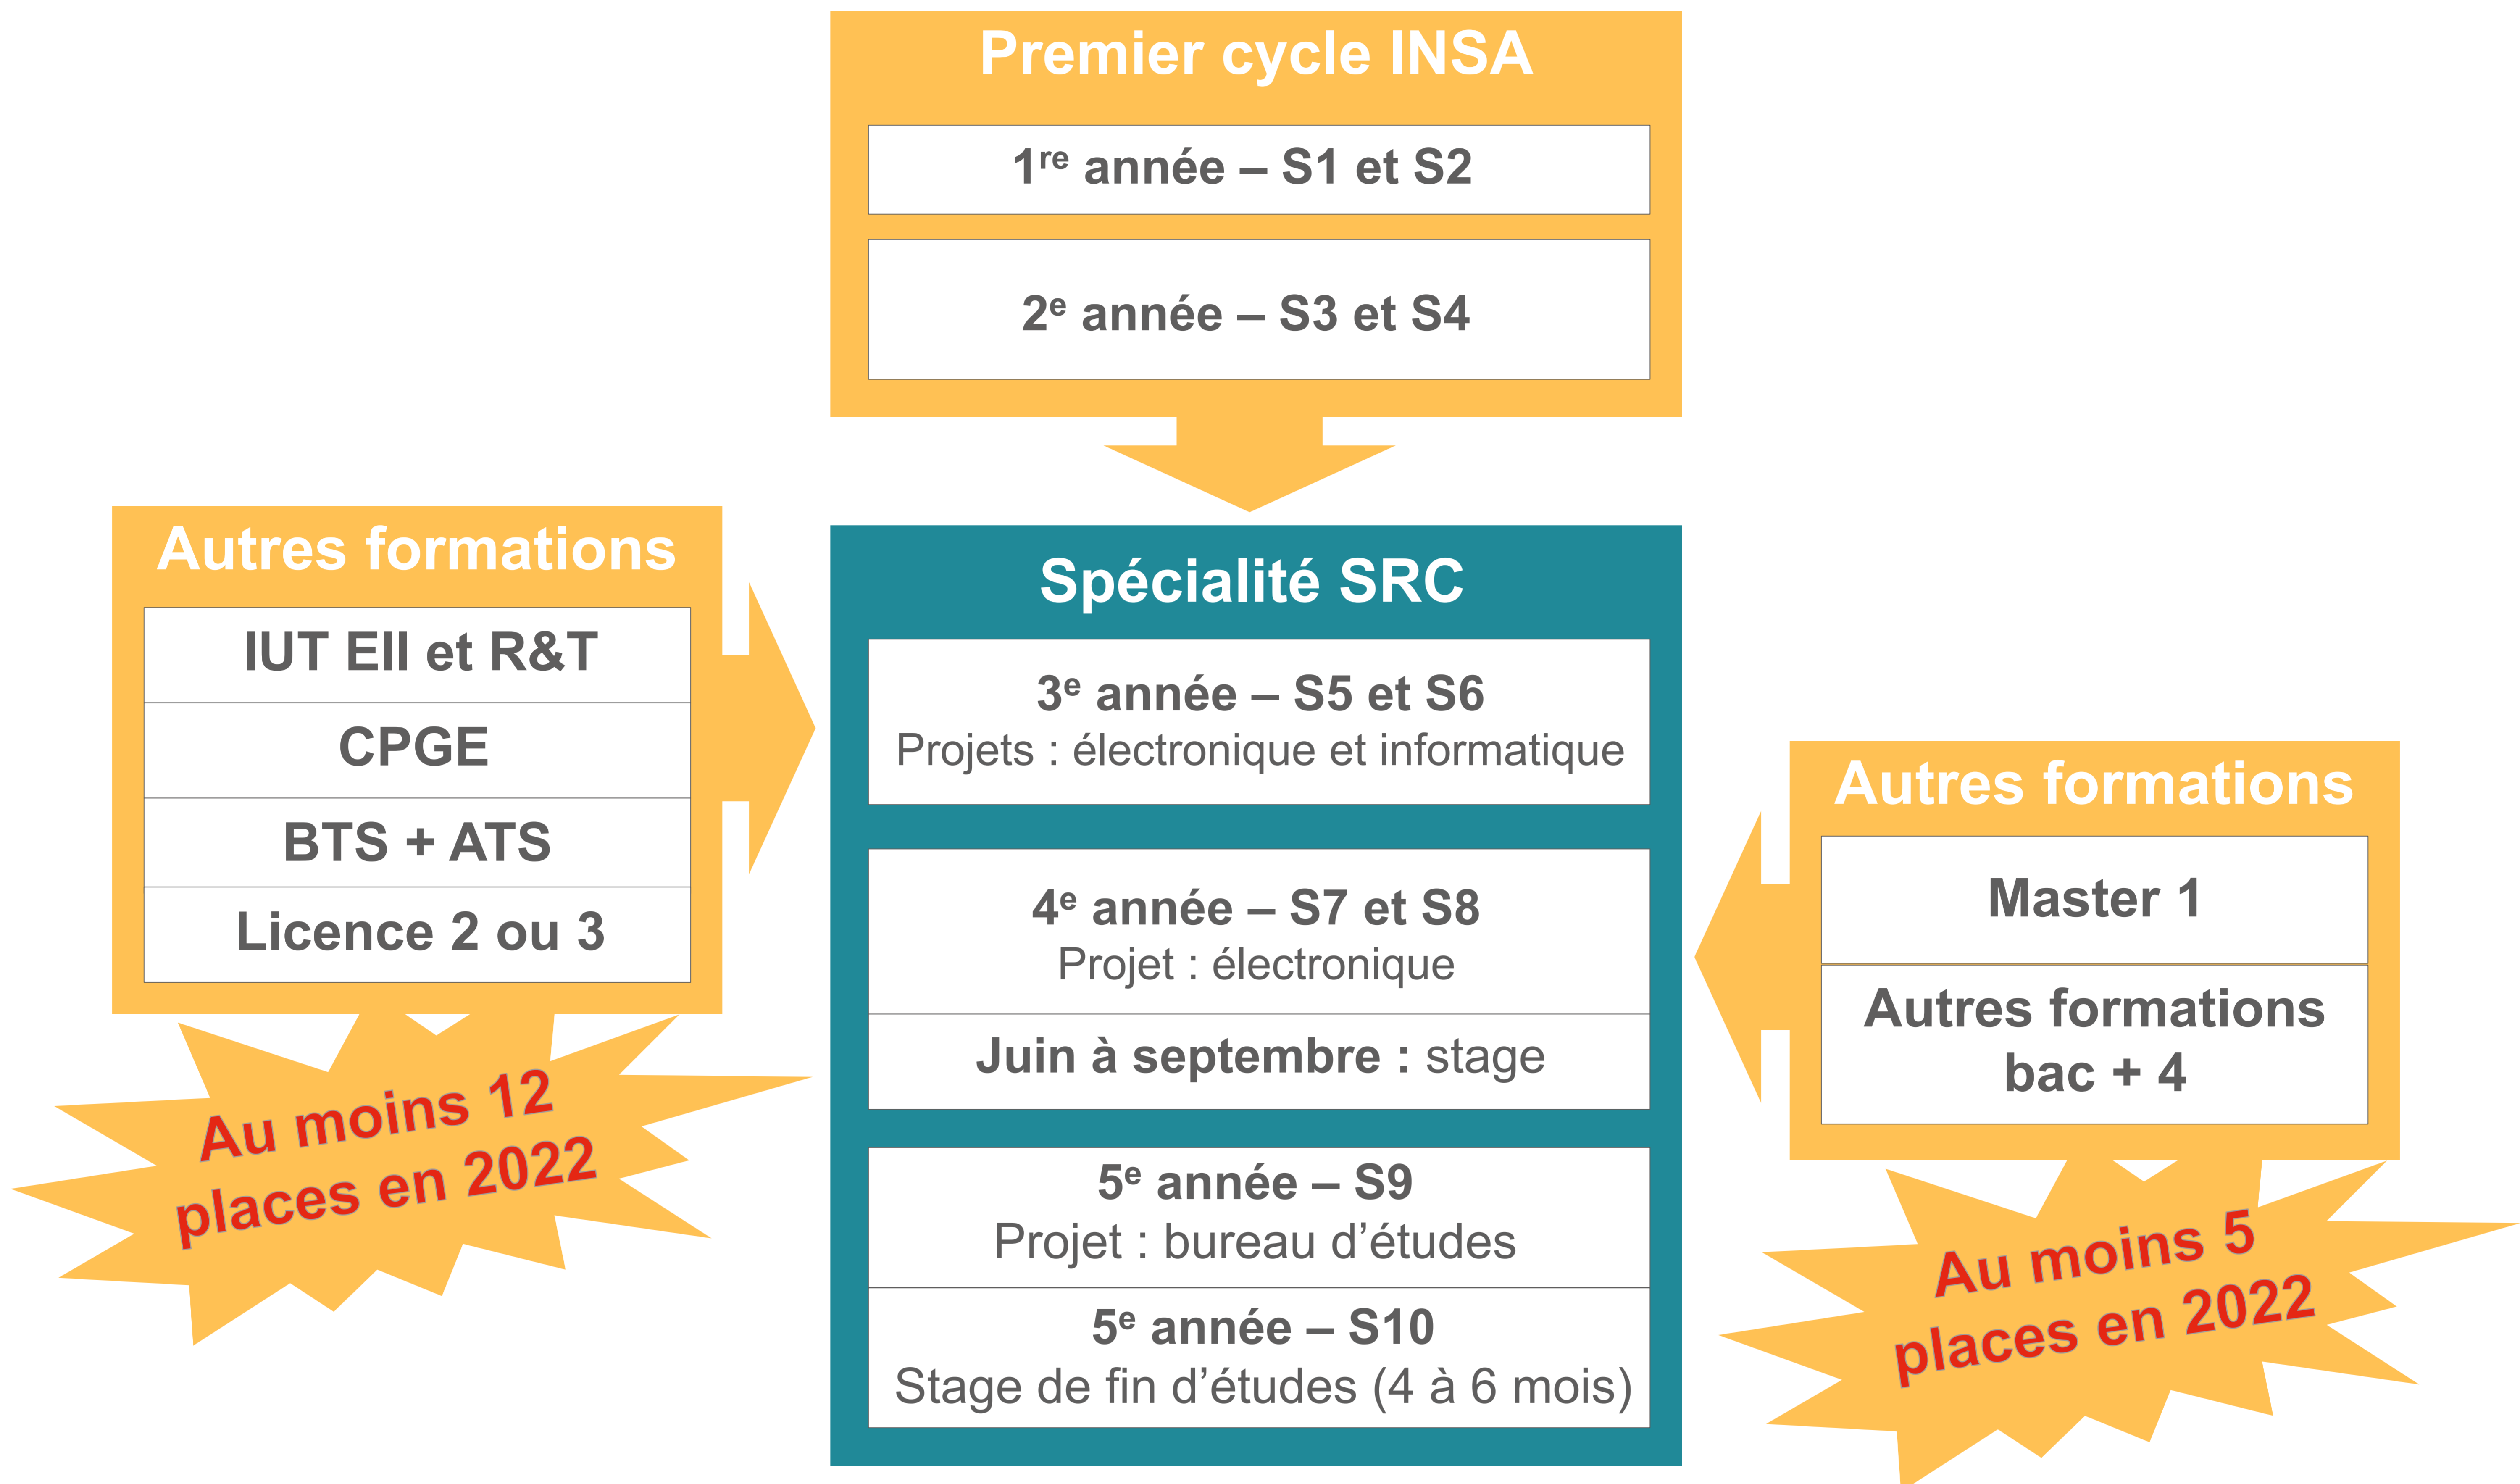 Premier cycle INSA
1re année – S1 et S2
2e année – S3 et S4
Autres formations
IUT EII et R&T
CPGE
BTS + ATS
Licence 2 ou 3
Au moins 12
places en 2022
Spécialité SRC
3e année – S5 et S6
Projets : électronique et informatique
4e année – S7 et S8
Projet : électronique
Juin à septembre : stage
5e année – S9
Projet : bureau d’études
5e année – S10
Stage de fin d’études (4 à 6 mois)
Autres formations
Master 1
Autres formations
bac + 4
Au moins 5
places en 2022